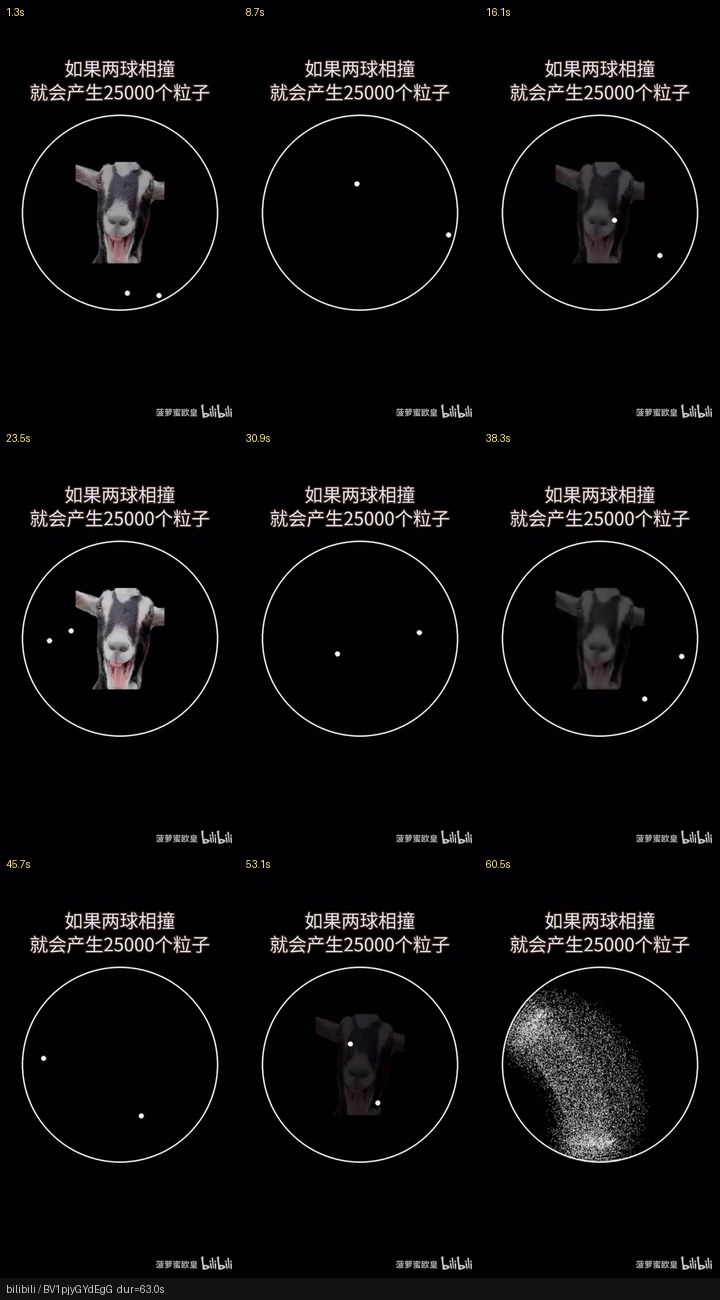 1.3s
8.7s
16.1s
如果两球相撞
就会产生25000个粒子
如果两球相撞
就会产生25000个粒子
如果两球相撞
就会产生25000个粒子
菠萝蜜欧皇 bilibili
菠萝蜜欧皇 bilibili
菠萝蜜欧皇 bilibili
23.5s
30.9s
38.3s
如果两球相撞
就会产生25000个粒子
如果两球相撞
就会产生25000个粒子
如果两球相撞
就会产生25000个粒子
菠萝蜜欧皇 bilibili
菠萝蜜欧皇 bilibili
菠萝蜜欧皇 bilibili
45.7s
53.1s
60.5s
如果两球相撞
就会产生25000个粒子
如果两球相撞
就会产生25000个粒子
如果两球相撞
就会产生25000个粒子
菠萝蜜欧皇 bilibili
菠萝蜜欧皇 bilibili
菠萝蜜欧皇 bilibili
bilibili / BV1pjyGYdEgG dur=63.0s